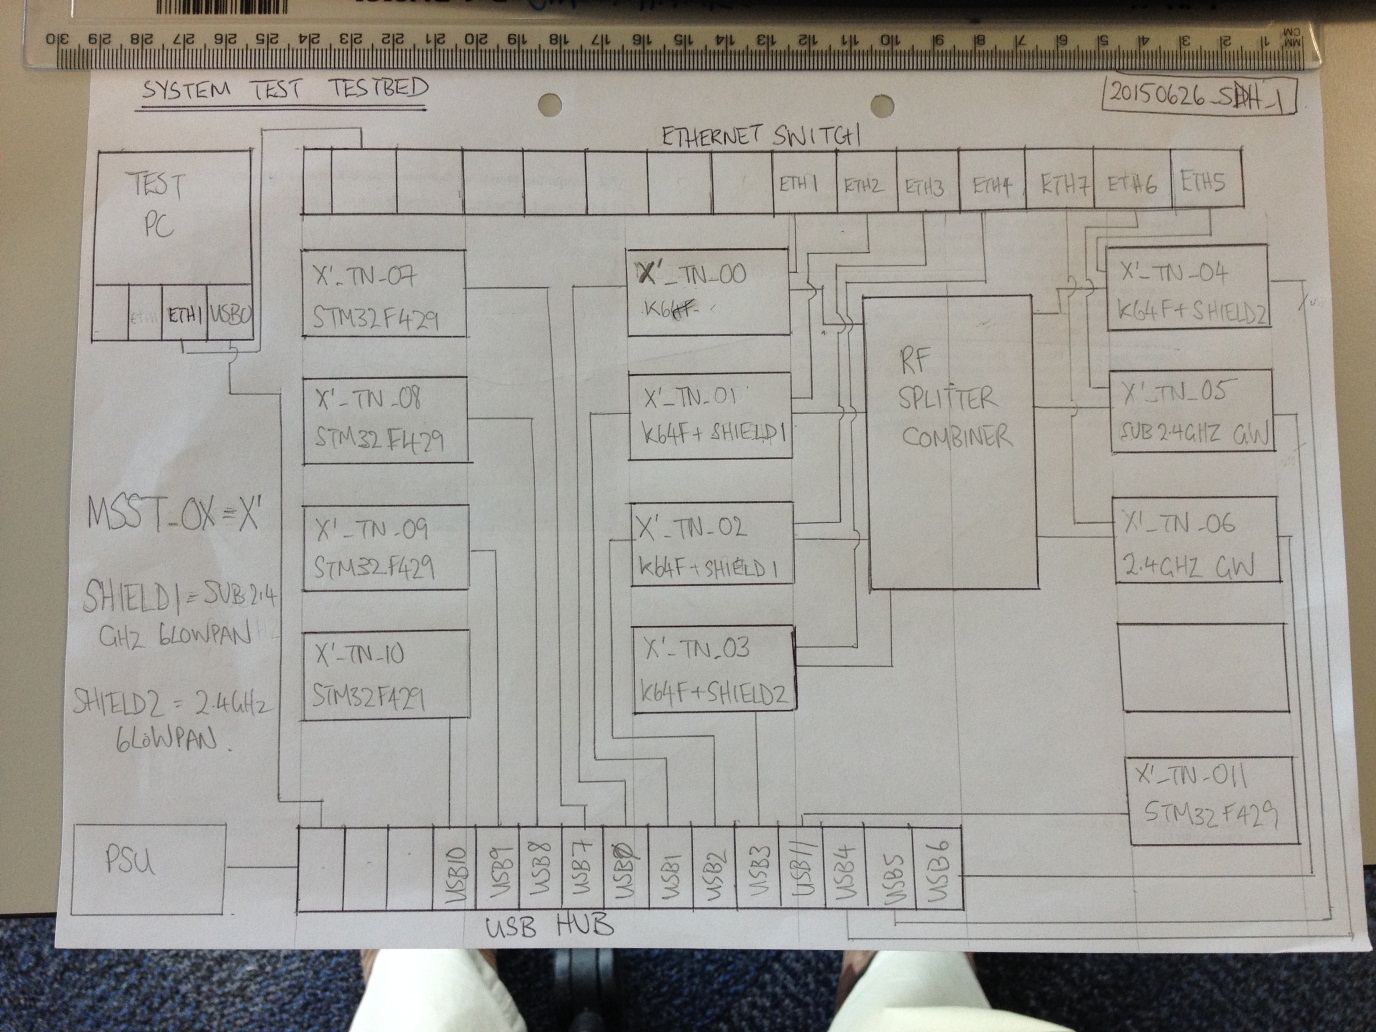 30 29 28 27 26 25 24 23 22 21 20 19 18 17 16 15 14 13 12 11 10 9 8 7 6 5 4 3 2 1 MM
CM
SYSTEM TEST TESTBED
20150626_SDH_1
ETHERNET SWITCH
TEST
PC
ETH1 USB0
ETH1 ETH2 ETH3 ETH4 ETH7 ETH6 ETH5
X'_TN_07
STM32F429
X'_TN_08
STM32F429
X'_TN_09
STM32F429
X'_TN_10
STM32F429
X'_TN_00
K64F
X'_TN_01
K64F+SHIELD1
X'_TN_02
K64F+SHIELD1
X'_TN_03
K64F+SHIELD2
RF
SPLITTER
COMBINER
X'_TN_04
K64F+SHIELD2
X'_TN_05
SUB2.4GHZ GW
X'_TN_06
2.4GHZ GW
X'_TN_011
STM32F429
MSST_0X=X'
SHIELD1=SUB2.4
GHZ 6LOWPAN
SHIELD2 = 2.4GHZ
6LOWPAN.
PSU
USB10 USB9 USB8 USB7 USB0 USB1 USB2 USB3 USB11 USB4 USB5 USB6
USB HUB